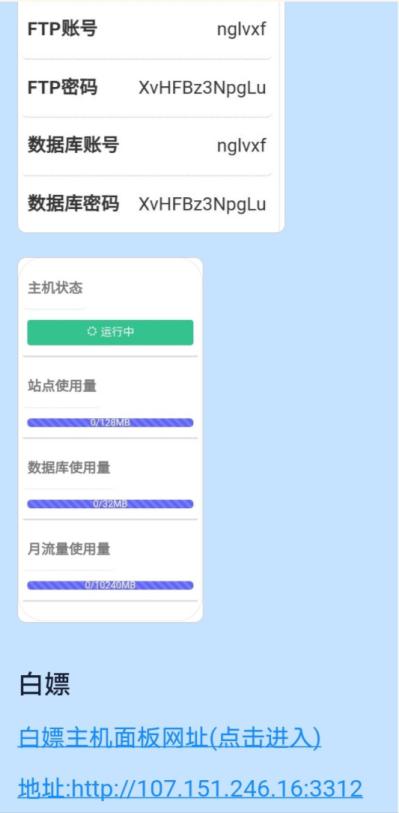 FTP账号 nglvxf
FTP密码 XvHFBz3NpgLu
数据库账号 nglvxf
数据库密码 XvHFBz3NpgLu
主机状态
运行中
站点使用量
0/128MB
数据库使用量
0/32MB
月流量使用量
0/10240MB
白嫖
白嫖主机面板网址(点击进入)
地址:http://107.151.246.16:3312